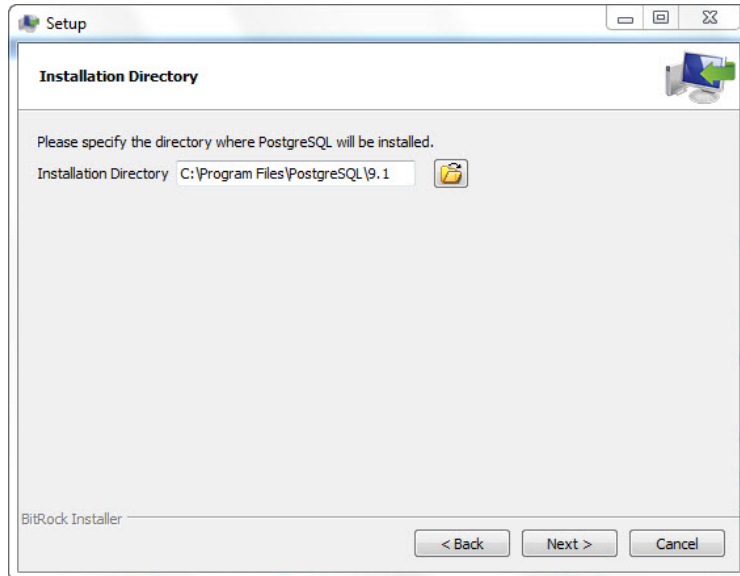 Setup
Installation Directory
Please specify the directory where PostgreSQL will be installed.
Installation Directory C:\Program Files\PostgreSQL\9.1
BitRock Installer
< Back Next > Cancel